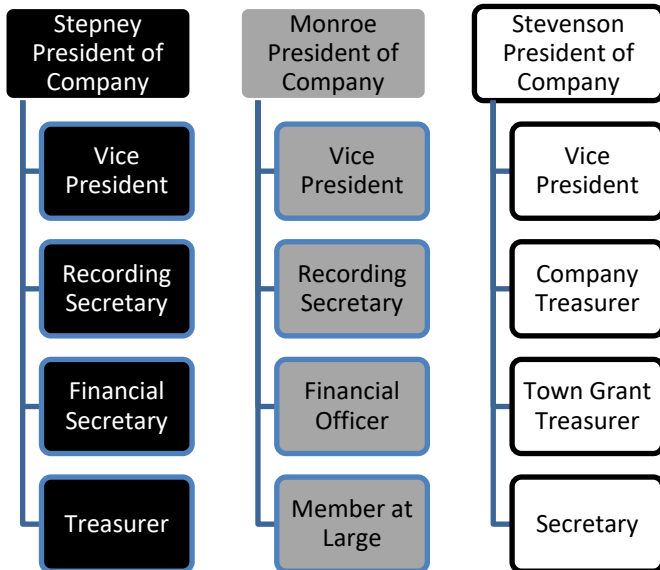 Stepney
President of
Company
Vice
President
Recording
Secretary
Financial
Secretary
Treasurer
Monroe
President of
Company
Vice
President
Recording
Secretary
Financial
Officer
Member at
Large
Stevenson
President of
Company
Vice
President
Company
Treasurer
Town Grant
Treasurer
Secretary